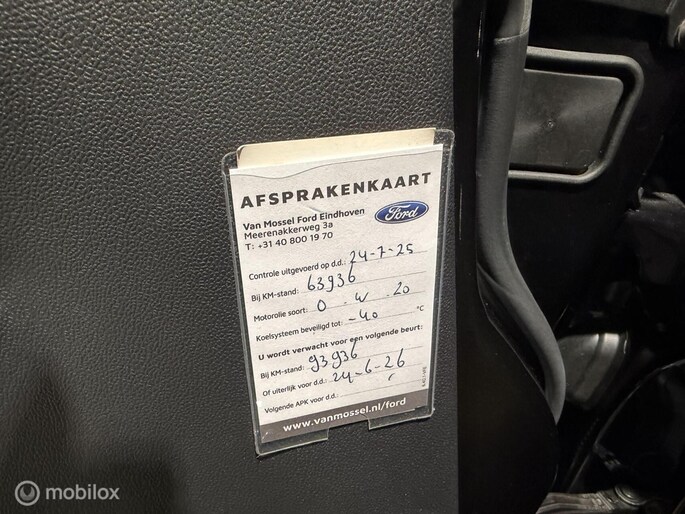 AFSPRAKENKAART
Van Mossel Ford Eindhoven
Meerenakkerweg 3a
T: +31 40 800 19 70
Ford
Controle uitgevoerd op d.d.: 24-7-25
Bij KM-stand: 63936
Motorolie soort: 0 W 20
Koelsysteem beveiligd tot: -40 °C
U wordt verwacht voor een volgende beurt:
Bij KM-stand: 93936
Of uiterlijk voor d.d.: 24-6-26
Volgende APK voor d.d.:
www.vanmossel.nl/ford
mobilox